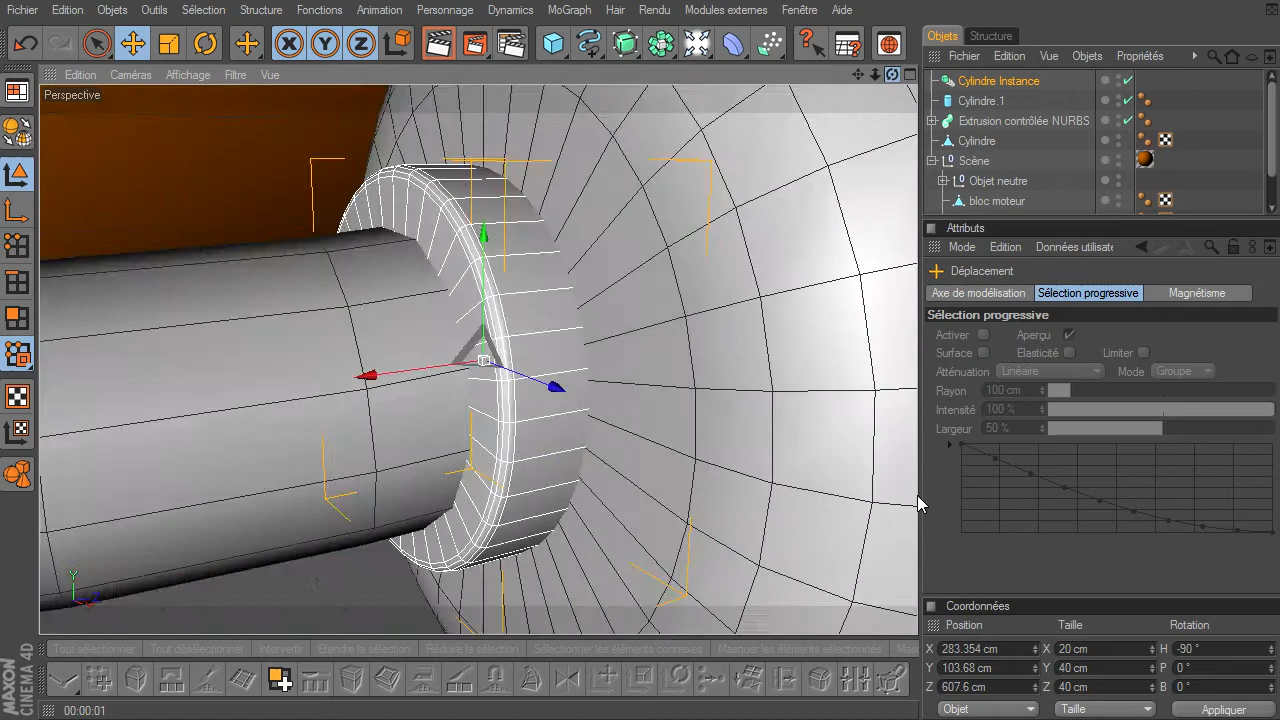 Fichier Edition Outils Sélection Structure Fonctions Animation Personnage Dynamics MoGraph Hair Rendu Modules externes Fenêtre Aide
Objets Structure
Fichier Edition Vue Objets Propriétés
Edition Caméras Affichage Filtre Vue
Perspective
Cylindre Instance
Cylindre.1
Extrusion contrôlée NURBS
Cylindre
Scène
Objet neutre
bloc moteur
Attributs
Mode Edition Données utilisate
Déplacement
Axe de modélisation Sélection progressive Magnétisme
Sélection progressive
Activer Aperçu
Surface Elasticité Limiter
Atténuation Linéaire Mode Groupe
Rayon 100 cm
Intensité 100 %
Largeur 50 %
Coordonnées
Position Taille Rotation
X 283.354 cm X 20 cm H -90 °
Y 103.68 cm Y 40 cm P 0 °
Z 607.6 cm Z 40 cm B 0 °
Objet Taille Appliquer
Tout sélectionner Tout désélectionner Intervertir Etendre la sélection Réduire la sélection Sélectionner les éléments connexes Masquer les éléments sélectionnés Mas
Y
X Z
00:00:01
MAXON
CINEMA 4D